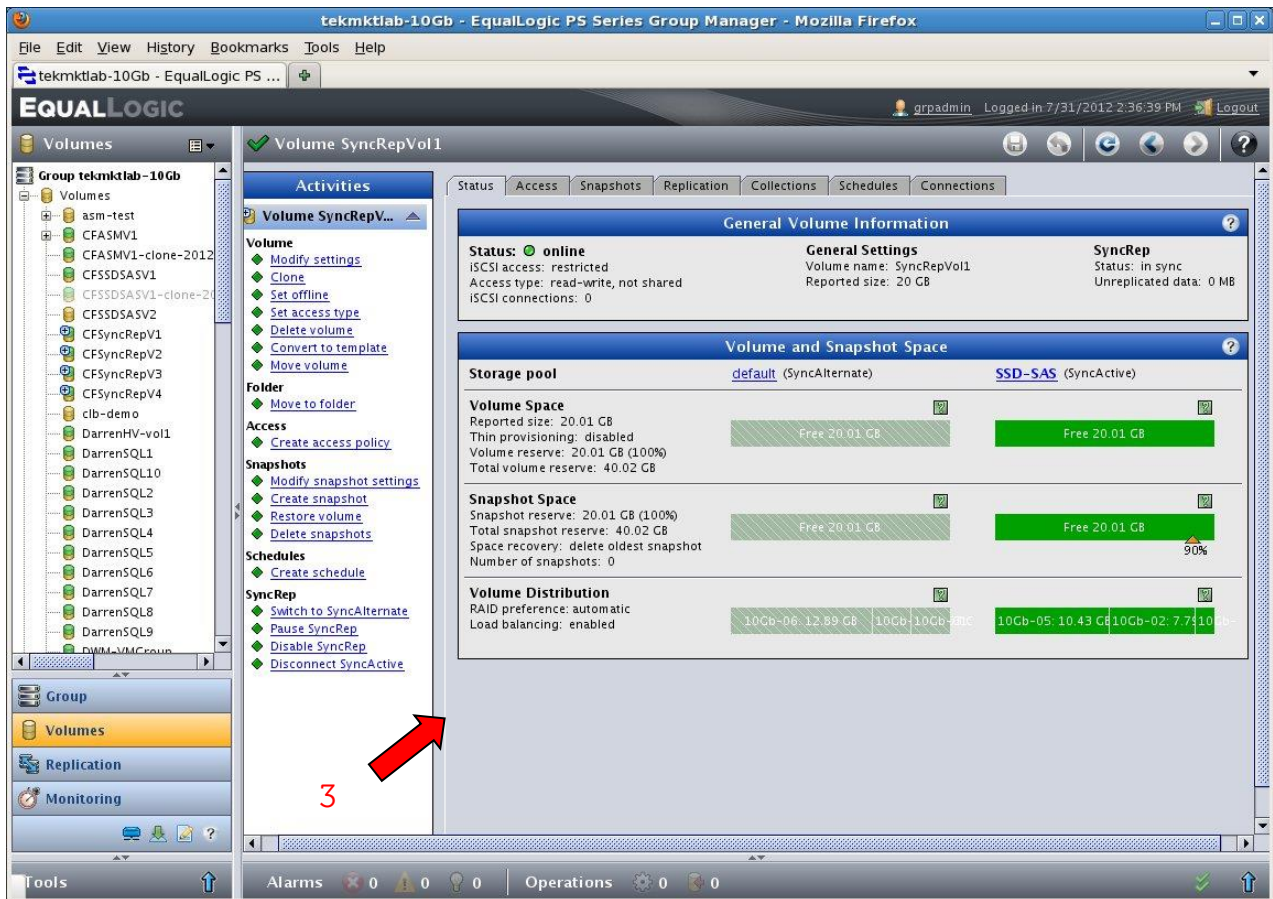 tekmktlab-10Gb - EqualLogic PS Series Group Manager - Mozilla Firefox
File Edit View History Bookmarks Tools Help
tekmktlab-10Gb - EqualLogic PS ...
EQUALLOGIC
grpadmin Logged in 7/31/2012 2:36:39 PM Logout
Volumes
Group tekmktlab-10Gb
Volumes
asm-test
CFASMV1
CFASMV1-clone-2012
CFSSDSASV1
CFSSDSASV1-clone-20
CFSSDSASV2
CFSyncRepV1
CFSyncRepV2
CFSyncRepV3
CFSyncRepV4
clb-demo
DarrenHV-vol1
DarrenSQL1
DarrenSQL10
DarrenSQL2
DarrenSQL3
DarrenSQL4
DarrenSQL5
DarrenSQL6
DarrenSQL7
DarrenSQL8
DarrenSQL9
DWM-VMGroup
Group
Volumes
Replication
Monitoring
Tools
Volume SyncRepVol1
Activities
Volume SyncRepV...
Volume
Modify settings
Clone
Set offline
Set access type
Delete volume
Convert to template
Move volume
Folder
Move to folder
Access
Create access policy
Snapshots
Modify snapshot settings
Create snapshot
Restore volume
Delete snapshots
Schedules
Create schedule
SyncRep
Switch to SyncAlternate
Pause SyncRep
Disable SyncRep
Disconnect SyncActive
3
Status Access Snapshots Replication Collections Schedules Connections
General Volume Information
Status: online
iSCSI access: restricted
Access type: read-write, not shared
iSCSI connections: 0
General Settings
Volume name: SyncRepVol1
Reported size: 20 GB
SyncRep
Status: in sync
Unreplicated data: 0 MB
Volume and Snapshot Space
Storage pool default (SyncAlternate) SSD-SAS (SyncActive)
Volume Space
Reported size: 20.01 GB
Thin provisioning: disabled
Volume reserve: 20.01 GB (100%)
Total volume reserve: 40.02 GB
Free 20.01 GB
Free 20.01 GB
Snapshot Space
Snapshot reserve: 20.01 GB (100%)
Total snapshot reserve: 40.02 GB
Space recovery: delete oldest snapshot
Number of snapshots: 0
Free 20.01 GB
Free 20.01 GB
90%
Volume Distribution
RAID preference: automatic
Load balancing: enabled
10Gb-06: 12.89 GB 10Gb- 10Gb-
10Gb-05: 10.43 GB 10Gb-02: 7.79 10
Alarms 0 0 0 Operations 0 0